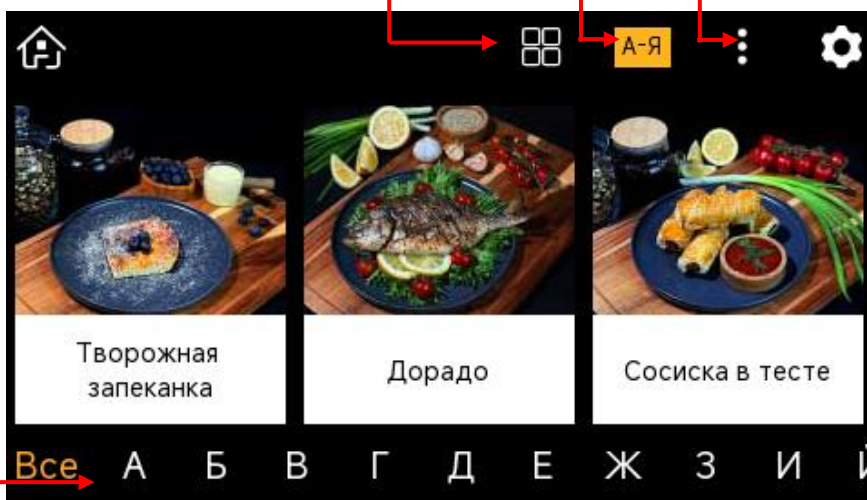 А-Я
Творожная
запеканка
Дорадо
Сосиска в тесте
Все А Б В Г Д Е Ж З И